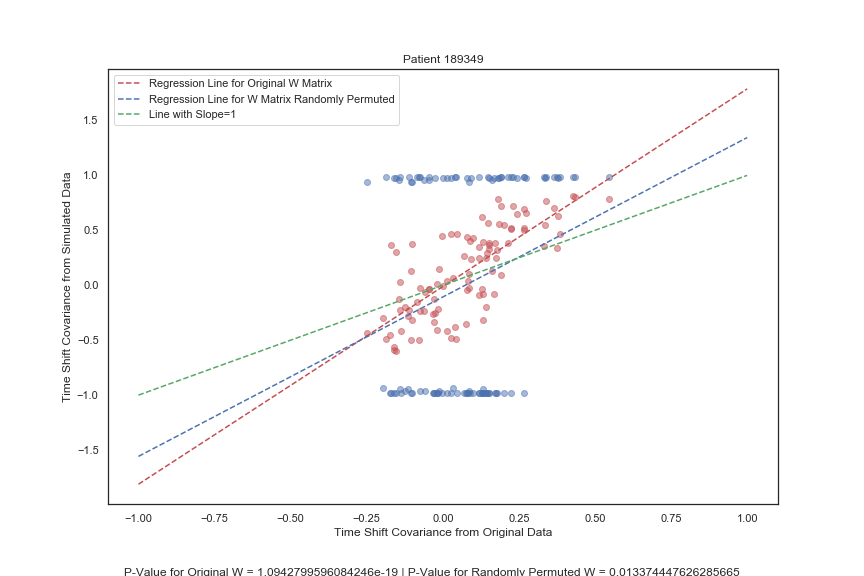 Patient 189349
Regression Line for Original W Matrix
Regression Line for W Matrix Randomly Permuted
Line with Slope=1
1.5
1.0
0.5
0.0
−0.5
−1.0
−1.5
Time Shift Covariance from Simulated Data
−1.00 −0.75 −0.50 −0.25 0.00 0.25 0.50 0.75 1.00
Time Shift Covariance from Original Data
P-Value for Original W = 1.0942799596084246e-19 | P-Value for Randomly Permuted W = 0.013374447626285665